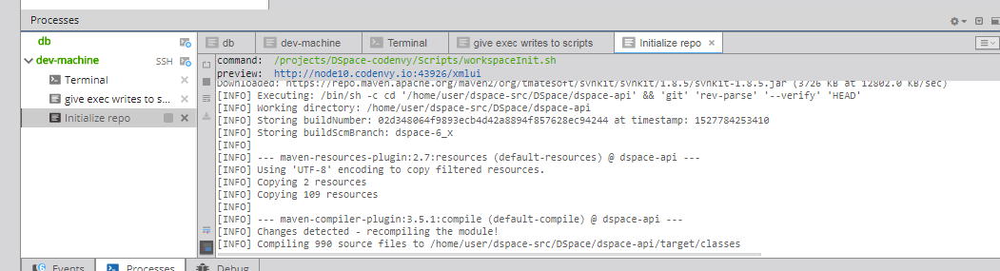 Processes
db
dev-machine SSH
Terminal
give exec writes to s...
Initialize repo
db dev-machine Terminal give exec writes to scripts Initialize repo
command: /projects/DSpace-codenvy/Scripts/workspaceInit.sh
preview: http://node10.codenvy.io:43926/xmlui
Downloaded: https://repo.maven.apache.org/maven2/org/tmatesoft/svnkit/svnkit/1.8.5/svnkit-1.8.5.jar (3726 KB at 12802.0 KB/sec)
[INFO] Executing: /bin/sh -c cd '/home/user/dspace-src/DSpace/dspace-api' && 'git' 'rev-parse' '--verify' 'HEAD'
[INFO] Working directory: /home/user/dspace-src/DSpace/dspace-api
[INFO] Storing buildNumber: 02d348064f9893ecb4d42a8894f857628ec94244 at timestamp: 1527784253410
[INFO] Storing buildScmBranch: dspace-6_x
[INFO]
[INFO] --- maven-resources-plugin:2.7:resources (default-resources) @ dspace-api ---
[INFO] Using 'UTF-8' encoding to copy filtered resources.
[INFO] Copying 2 resources
[INFO] Copying 109 resources
[INFO]
[INFO] --- maven-compiler-plugin:3.5.1:compile (default-compile) @ dspace-api ---
[INFO] Changes detected - recompiling the module!
[INFO] Compiling 990 source files to /home/user/dspace-src/DSpace/dspace-api/target/classes
Events Processes Debug